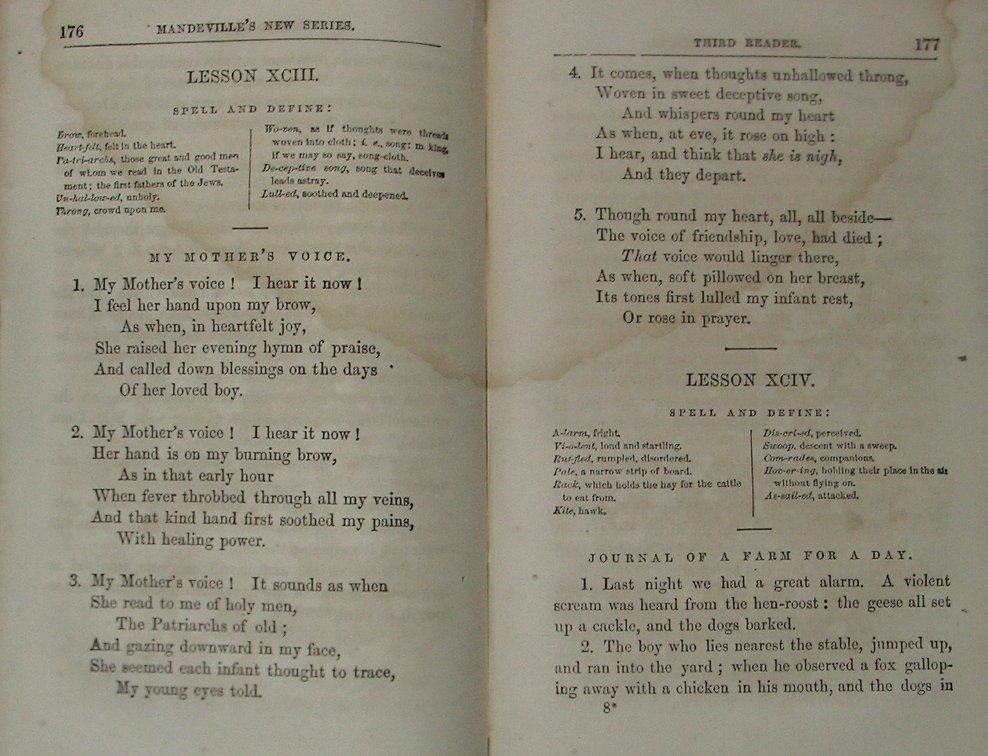 176 MANDEVILLE'S NEW SERIES.
LESSON XCIII.
SPELL AND DEFINE:
Brow, forehead.
Heart-felt, felt in the heart.
Pa-tri-archs, those great and good men
of whom we read in the Old Testa-
ment; the first fathers of the Jews.
Un-hal-low-ed, unholy.
Throng, crowd upon me.
Wo-ven, as if thoughts were threads
woven into cloth; i. e., song: m king,
if we may so say, song-cloth.
De-cep-tive song, song that deceives
leads astray.
Lull-ed, soothed and deepened.
MY MOTHER'S VOICE.
1. My Mother's voice! I hear it now!
I feel her hand upon my brow,
As when, in heartfelt joy,
She raised her evening hymn of praise,
And called down blessings on the days
Of her loved boy.
2. My Mother's voice! I hear it now!
Her hand is on my burning brow,
As in that early hour
When fever throbbed through all my veins,
And that kind hand first soothed my pains,
With healing power.
3. My Mother's voice! It sounds as when
She read to me of holy men,
The Patriarchs of old;
And gazing downward in my face,
She seemed each infant thought to trace,
My young eyes told.
THIRD READER. 177
4. It comes, when thoughts unhallowed throng,
Woven in sweet deceptive song,
And whispers round my heart
As when, at eve, it rose on high:
I hear, and think that she is nigh,
And they depart.
5. Though round my heart, all, all beside—
The voice of friendship, love, had died;
That voice would linger there,
As when, soft pillowed on her breast,
Its tones first lulled my infant rest,
Or rose in prayer.
LESSON XCIV.
SPELL AND DEFINE:
A-larm, fright.
Vi-o-lent, loud and startling.
Ruf-fled, rumpled, disordered.
Pale, a narrow strip of board.
Rack, which holds the hay for the cattle
to eat from.
Kite, hawk.
Dis-cri-ed, perceived.
Swoop, descent with a sweep.
Com-rades, companions.
Hov-er-ing, holding their place in the air
without flying on.
As-sail-ed, attacked.
JOURNAL OF A FARM FOR A DAY.
1. Last night we had a great alarm. A violent
scream was heard from the hen-roost: the geese all set
up a cackle, and the dogs barked.
2. The boy who lies nearest the stable, jumped up,
and ran into the yard; when he observed a fox gallop-
ing away with a chicken in his mouth, and the dogs in
8*